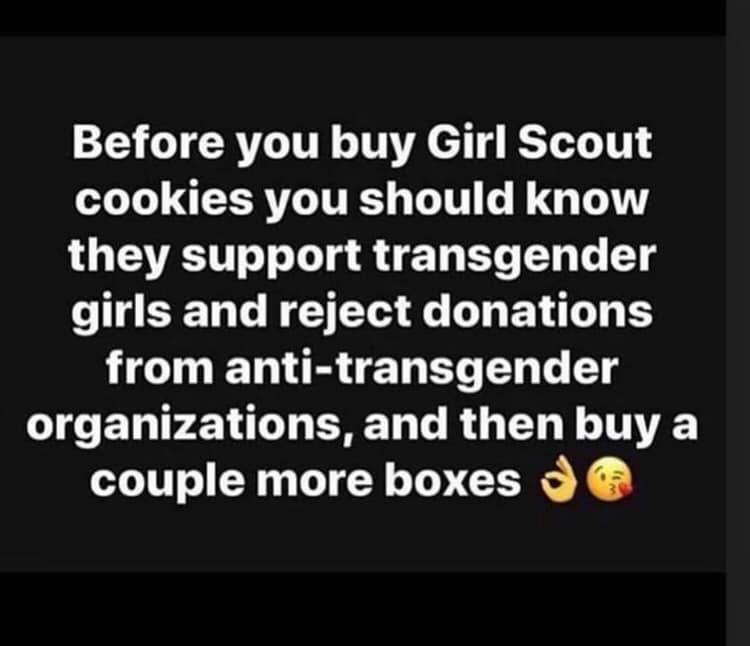 Before you buy Girl Scout
cookies you should know
they support transgender
girls and reject donations
from anti-transgender
organizations, and then buy a
couple more boxes 👌😘